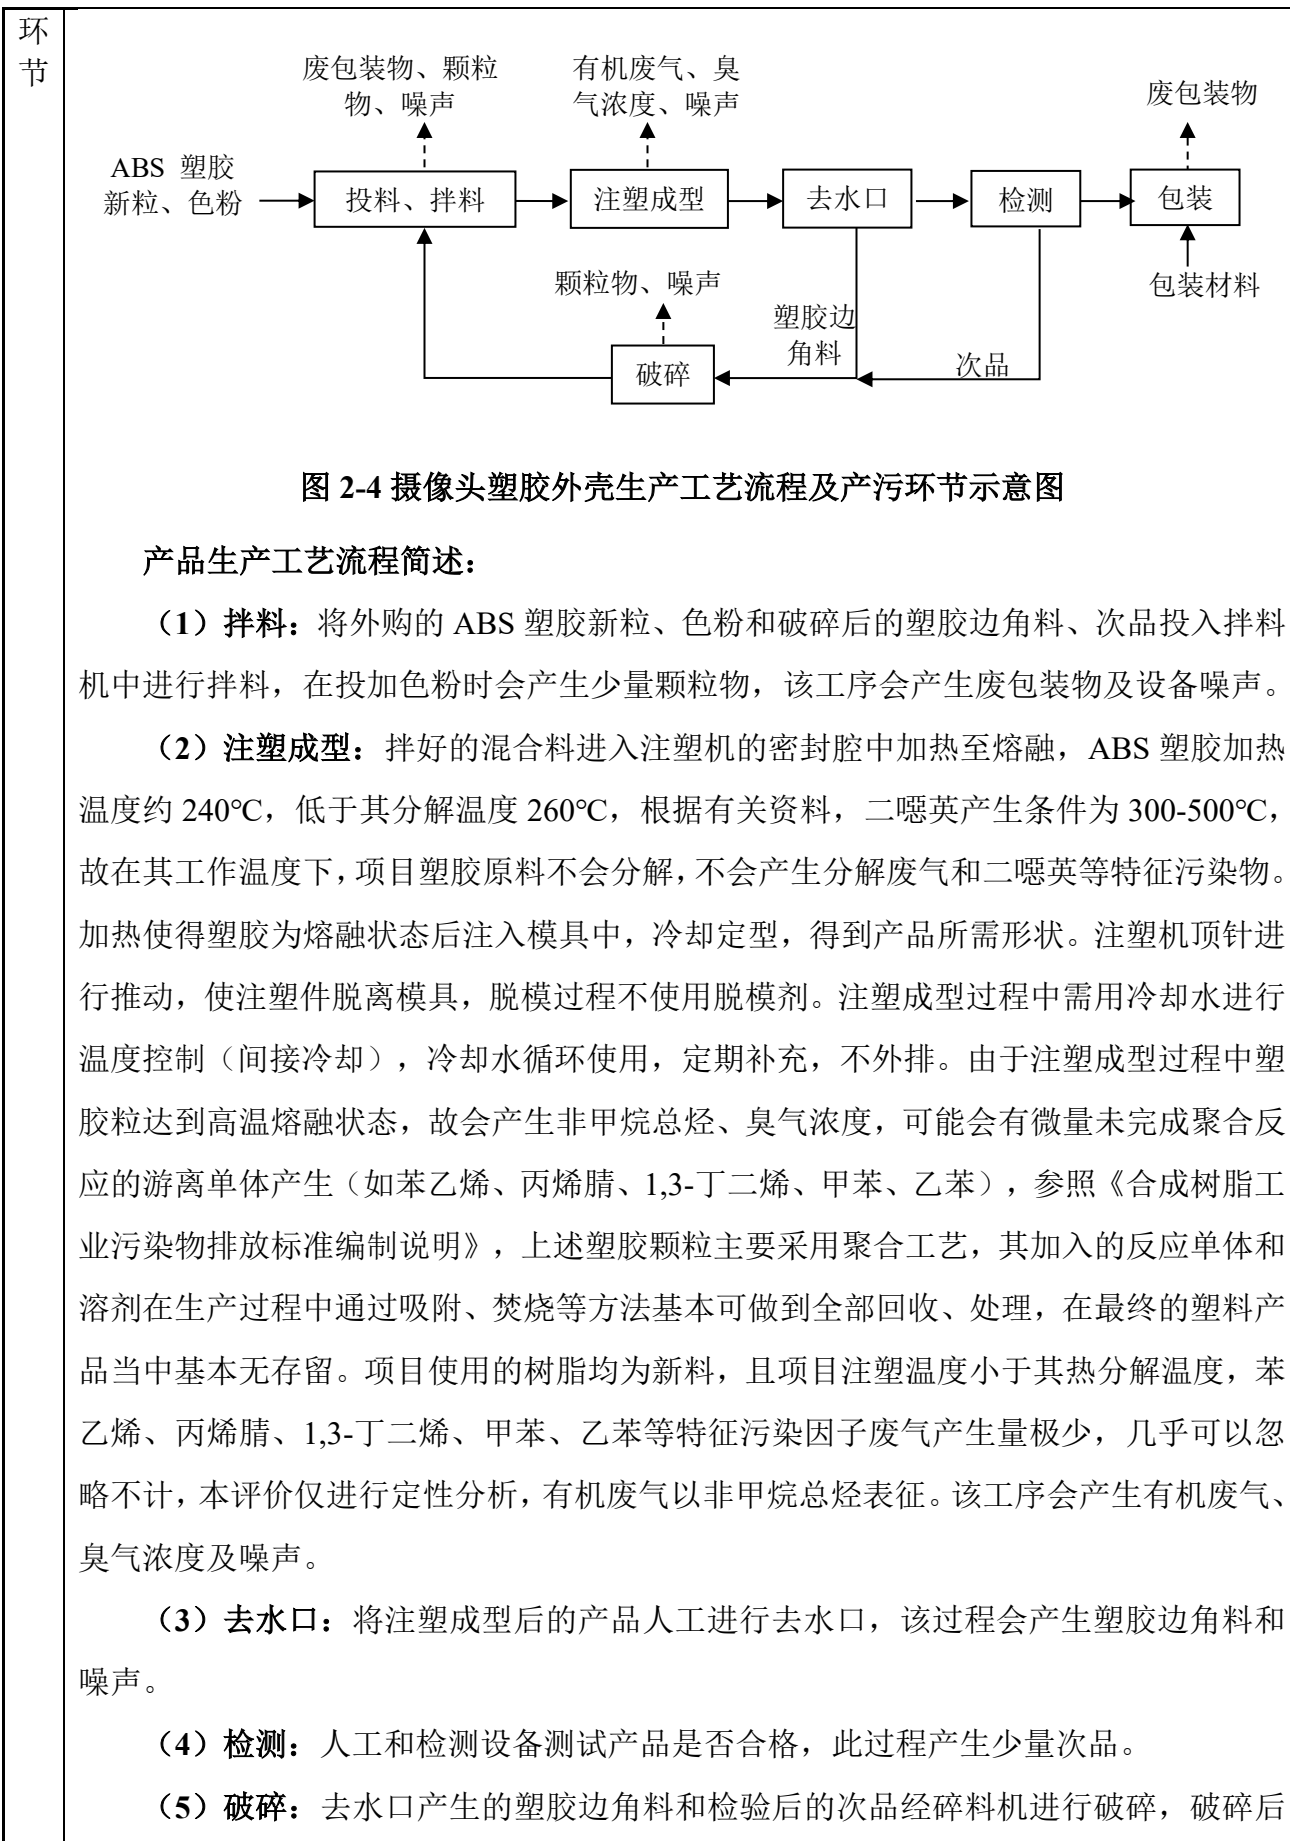 环
节
废包装物、颗粒
物、噪声
有机废气、臭
气浓度、噪声
废包装物
ABS 塑胶
新粒、色粉
投料、拌料
注塑成型
去水口
检测
包装
颗粒物、噪声
包装材料
塑胶边
角料
破碎
次品
图 2-4 摄像头塑胶外壳生产工艺流程及产污环节示意图
产品生产工艺流程简述：
（1）拌料：将外购的 ABS 塑胶新粒、色粉和破碎后的塑胶边角料、次品投入拌料
机中进行拌料，在投加色粉时会产生少量颗粒物，该工序会产生废包装物及设备噪声。
（2）注塑成型：拌好的混合料进入注塑机的密封腔中加热至熔融，ABS 塑胶加热
温度约 240℃，低于其分解温度 260℃，根据有关资料，二噁英产生条件为 300-500℃，
故在其工作温度下，项目塑胶原料不会分解，不会产生分解废气和二噁英等特征污染物。
加热使得塑胶为熔融状态后注入模具中，冷却定型，得到产品所需形状。注塑机顶针进
行推动，使注塑件脱离模具，脱模过程不使用脱模剂。注塑成型过程中需用冷却水进行
温度控制（间接冷却），冷却水循环使用，定期补充，不外排。由于注塑成型过程中塑
胶粒达到高温熔融状态，故会产生非甲烷总烃、臭气浓度，可能会有微量未完成聚合反
应的游离单体产生（如苯乙烯、丙烯腈、1,3-丁二烯、甲苯、乙苯），参照《合成树脂工
业污染物排放标准编制说明》，上述塑胶颗粒主要采用聚合工艺，其加入的反应单体和
溶剂在生产过程中通过吸附、焚烧等方法基本可做到全部回收、处理，在最终的塑料产
品当中基本无存留。项目使用的树脂均为新料，且项目注塑温度小于其热分解温度，苯
乙烯、丙烯腈、1,3-丁二烯、甲苯、乙苯等特征污染因子废气产生量极少，几乎可以忽
略不计，本评价仅进行定性分析，有机废气以非甲烷总烃表征。该工序会产生有机废气、
臭气浓度及噪声。
（3）去水口：将注塑成型后的产品人工进行去水口，该过程会产生塑胶边角料和
噪声。
（4）检测：人工和检测设备测试产品是否合格，此过程产生少量次品。
（5）破碎：去水口产生的塑胶边角料和检验后的次品经碎料机进行破碎，破碎后